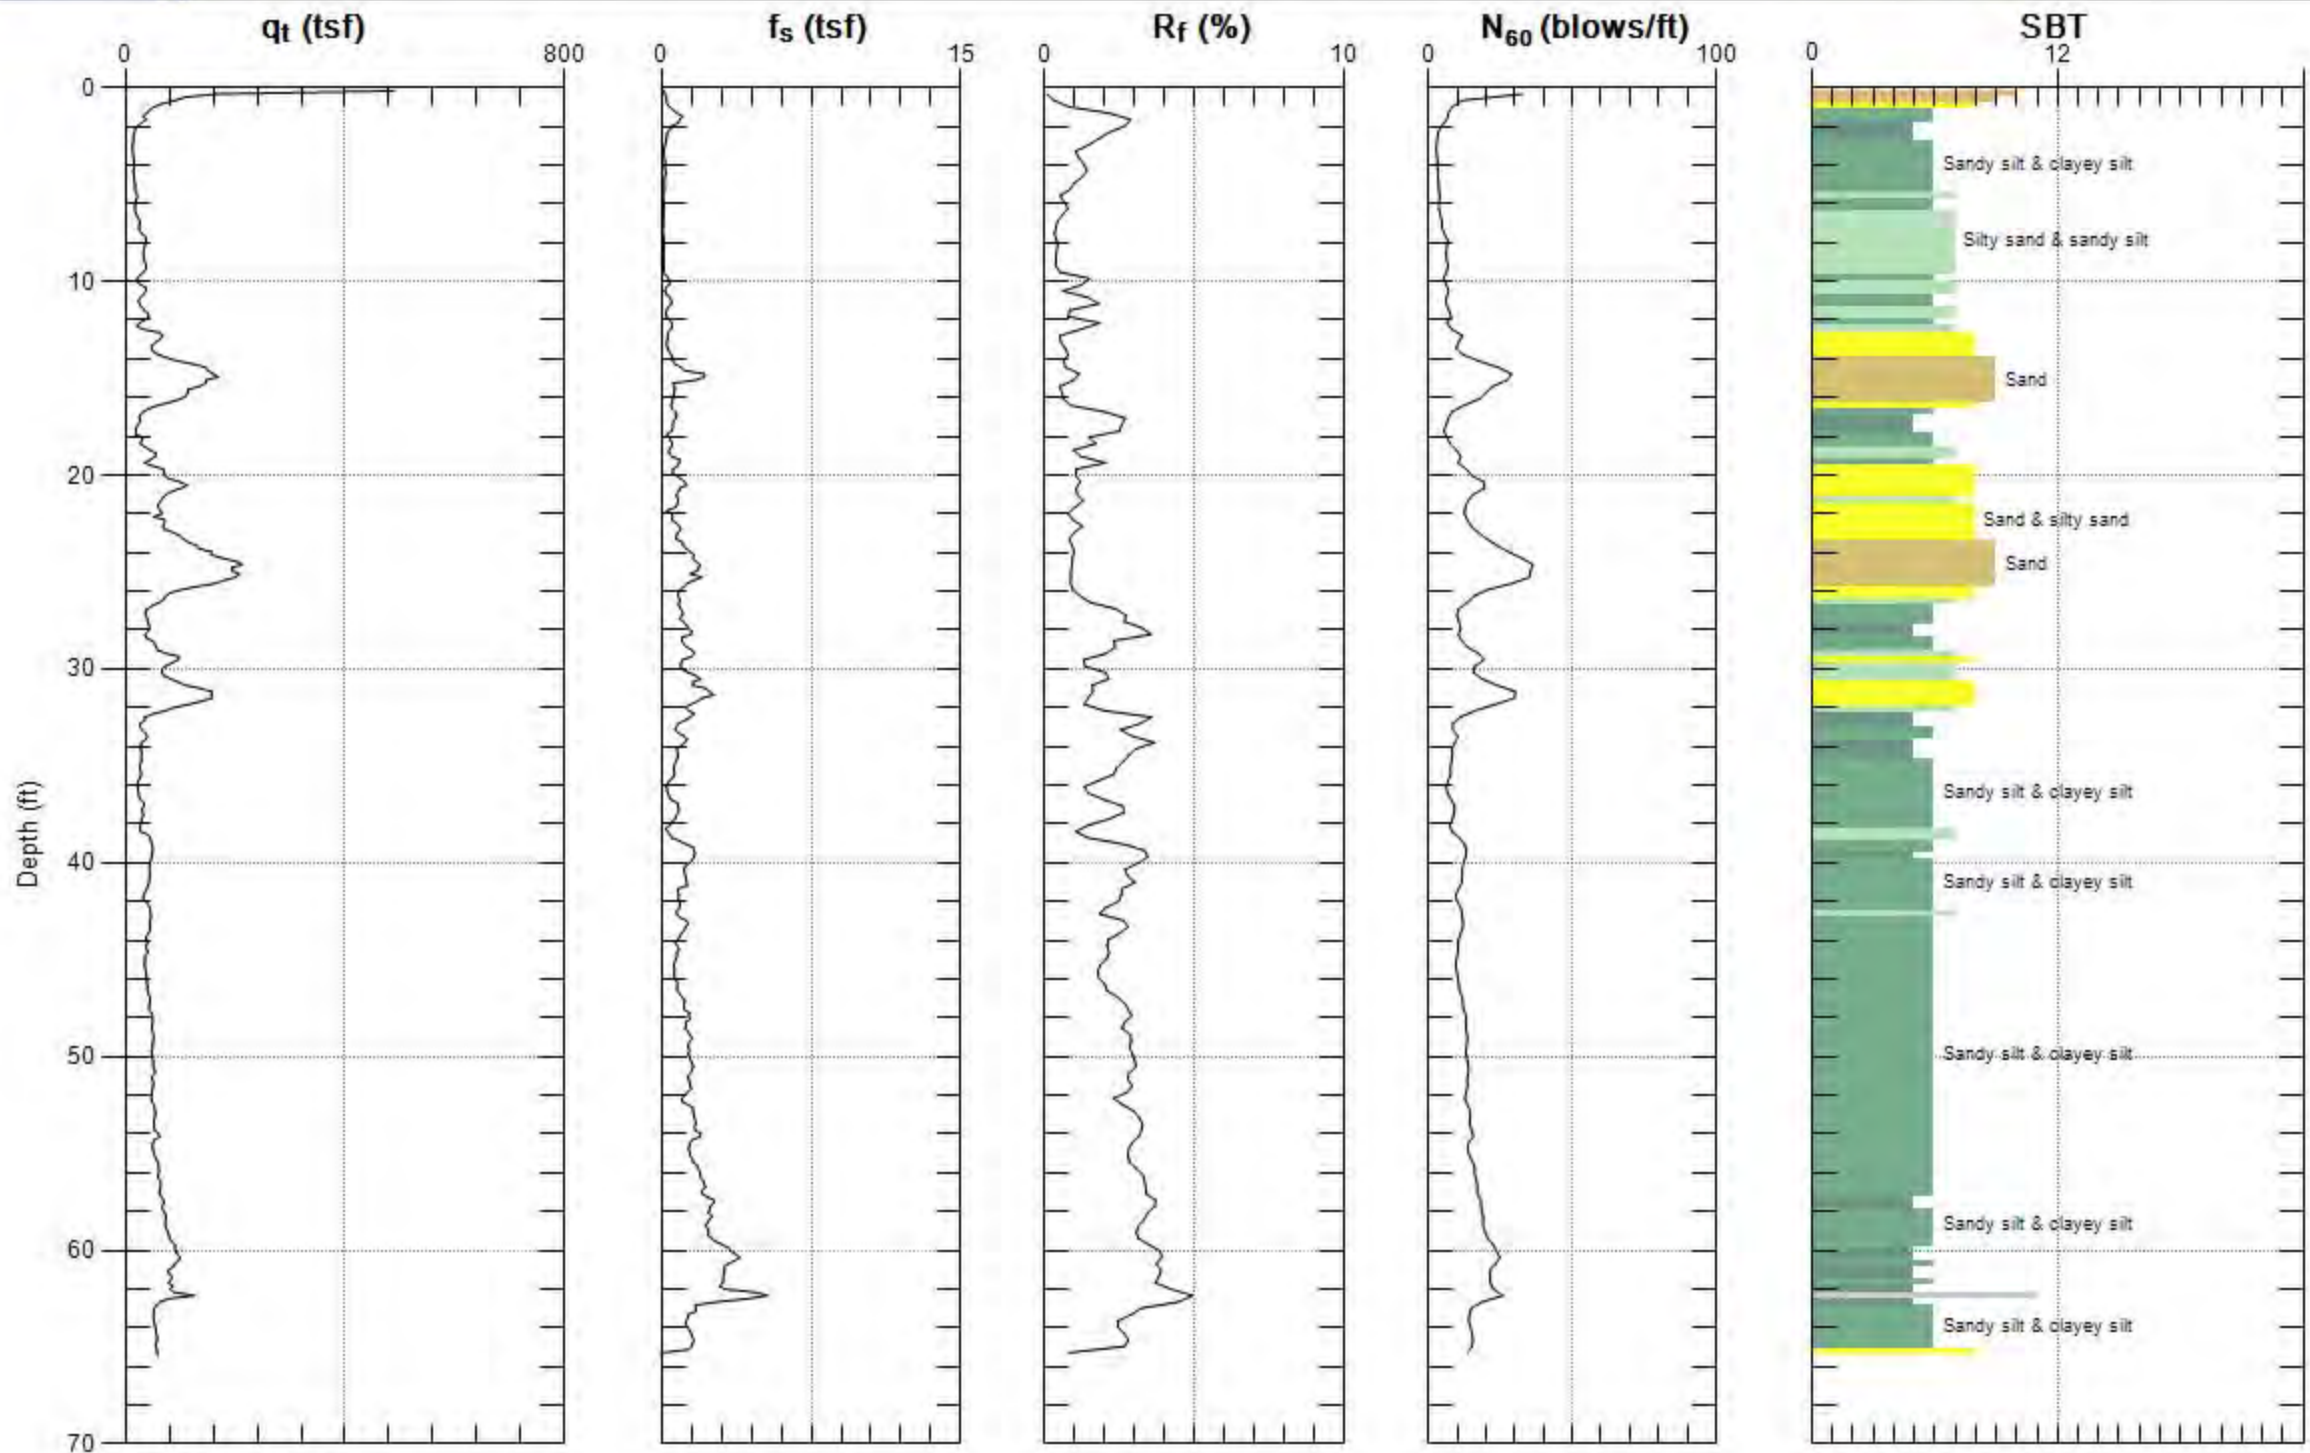 qt (tsf)
fs (tsf)
Rf (%)
N60 (blows/ft)
SBT
0 800
0 15
0 10
0 100
0 12
0
10
20
30
40
50
60
70
Depth (ft)
Sandy silt & clayey silt
Silty sand & sandy silt
Sand
Sand & silty sand
Sand
Sandy silt & clayey silt
Sandy silt & clayey silt
Sandy silt & clayey silt
Sandy silt & clayey silt
Sandy silt & clayey silt